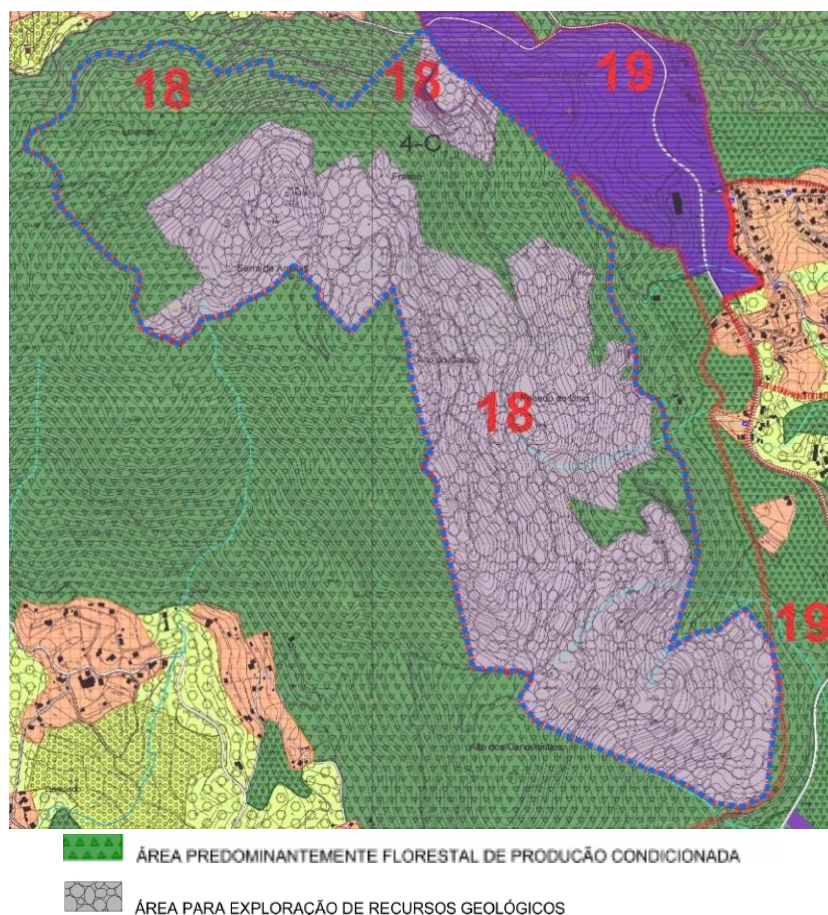 18
18
19
4-C
18
19
ÁREA PREDOMINANTEMENTE FLORESTAL DE PRODUÇÃO CONDICIONADA
ÁREA PARA EXPLORAÇÃO DE RECURSOS GEOLÓGICOS